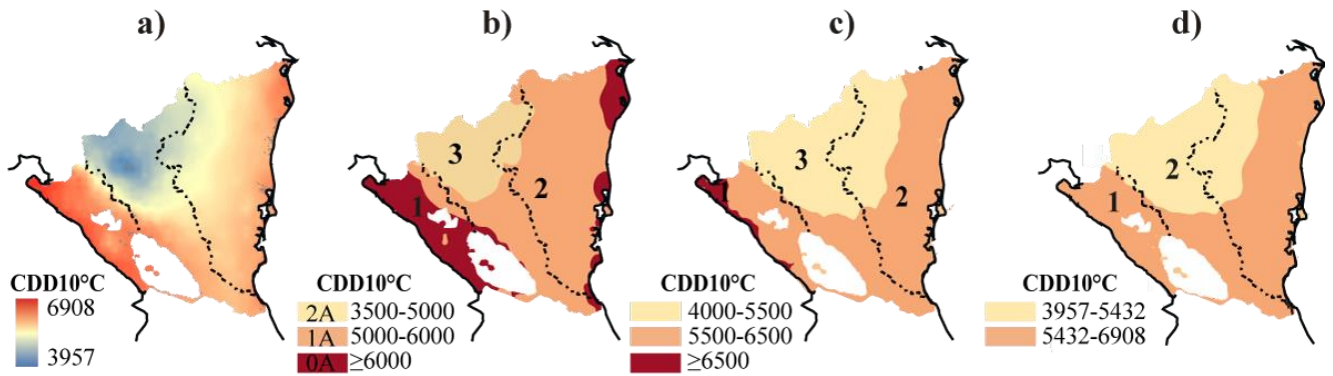 a)
b)
c)
d)
3
2
1
3
2
1
2
1
CDD10°C
6908
3957
CDD10°C
2A 3500-5000
1A 5000-6000
0A ≥6000
CDD10°C
4000-5500
5500-6500
≥6500
CDD10°C
3957-5432
5432-6908